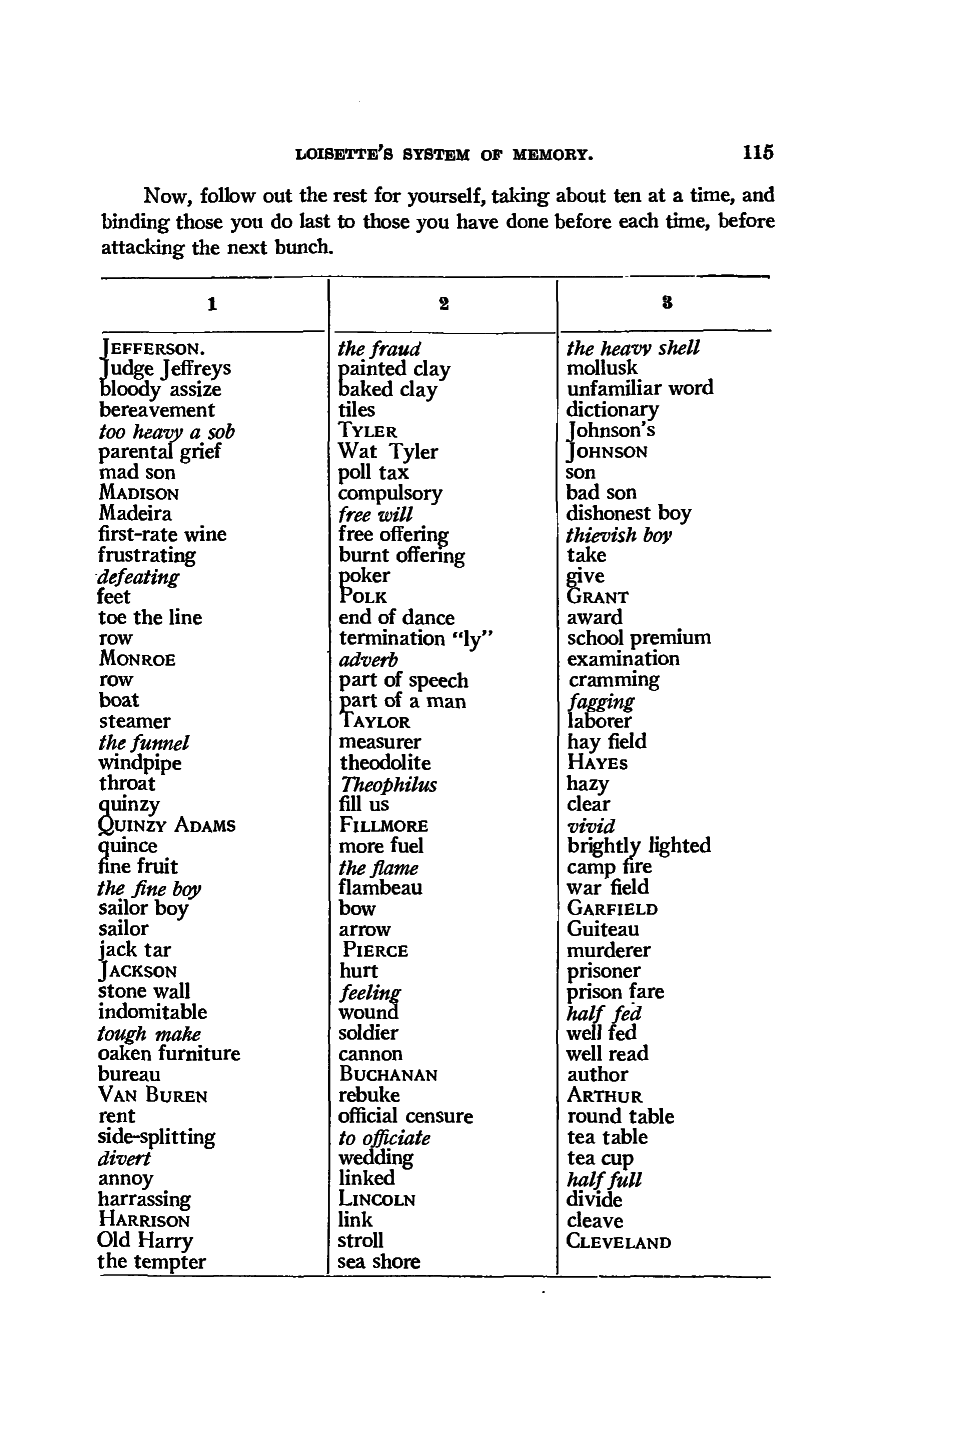 LOISETTE'S SYSTEM OF MEMORY. 115
Now, follow out the rest for yourself, taking about ten at a time, and
binding those you do last to those you have done before each time, before
attacking the next bunch.
1
JEFFERSON.
Judge Jeffreys
bloody assize
bereavement
too heavy a sob
parental grief
mad son
MADISON
Madeira
first-rate wine
frustrating
defeating
feet
toe the line
row
MONROE
row
boat
steamer
the funnel
windpipe
throat
quinzy
QUINZY ADAMS
quince
fine fruit
the fine boy
sailor boy
sailor
jack tar
JACKSON
stone wall
indomitable
tough make
oaken furniture
bureau
VAN BUREN
rent
side-splitting
divert
annoy
harrassing
HARRISON
Old Harry
the tempter
2
the fraud
painted clay
baked clay
tiles
TYLER
Wat Tyler
poll tax
compulsory
free will
free offering
burnt offering
poker
POLK
end of dance
termination "ly"
adverb
part of speech
part of a man
TAYLOR
measurer
theodolite
Theophilus
fill us
FILLMORE
more fuel
the flame
flambeau
bow
arrow
PIERCE
hurt
feeling
wound
soldier
cannon
BUCHANAN
rebuke
official censure
to officiate
wedding
linked
LINCOLN
link
stroll
sea shore
3
the heavy shell
mollusk
unfamiliar word
dictionary
Johnson's
JOHNSON
son
bad son
dishonest boy
thievish boy
take
give
GRANT
award
school premium
examination
cramming
fagging
laborer
hay field
HAYES
hazy
clear
vivid
brightly lighted
camp fire
war field
GARFIELD
Guiteau
murderer
prisoner
prison fare
half fed
well fed
well read
author
ARTHUR
round table
tea table
tea cup
half full
divide
cleave
CLEVELAND